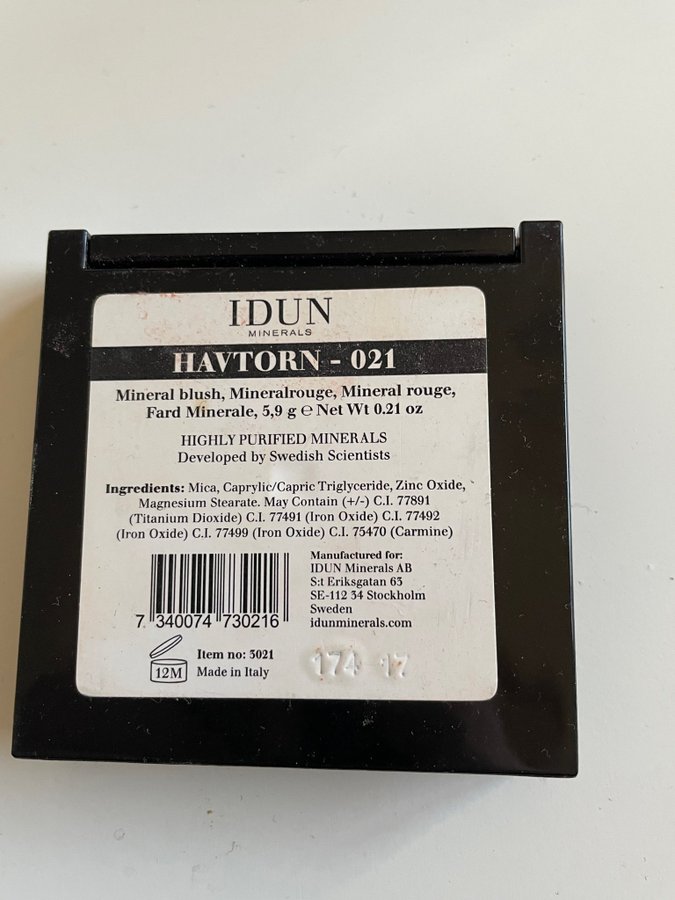 IDUN
MINERALS
HAVTORN - 021
Mineral blush, Mineralrouge, Mineral rouge,
Fard Minerale, 5,9 g ℮ Net Wt 0.21 oz
HIGHLY PURIFIED MINERALS
Developed by Swedish Scientists
Ingredients: Mica, Caprylic/Capric Triglyceride, Zinc Oxide,
Magnesium Stearate. May Contain (+/-) C.I. 77891
(Titanium Dioxide) C.I. 77491 (Iron Oxide) C.I. 77492
(Iron Oxide) C.I. 77499 (Iron Oxide) C.I. 75470 (Carmine)
Manufactured for:
IDUN Minerals AB
S:t Eriksgatan 63
SE-112 34 Stockholm
Sweden
idunminerals.com
7 340074 730216
12M
Item no: 3021
Made in Italy
174 17